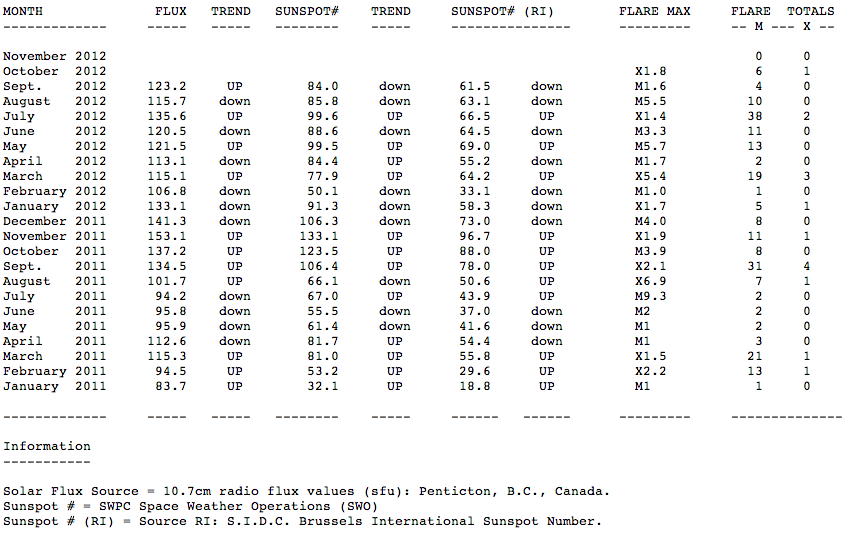 MONTH FLUX TREND SUNSPOT# TREND SUNSPOT# (RI) FLARE MAX FLARE TOTALS
------------- ----- ----- -------- ----- --------------- --------- -- M --- X --
November 2012 0 0
October 2012 X1.8 6 1
Sept. 2012 123.2 UP 84.0 down 61.5 down M1.6 4 0
August 2012 115.7 down 85.8 down 63.1 down M5.5 10 0
July 2012 135.6 UP 99.6 UP 66.5 UP X1.4 38 2
June 2012 120.5 down 88.6 down 64.5 down M3.3 11 0
May 2012 121.5 UP 99.5 UP 69.0 UP M5.7 13 0
April 2012 113.1 down 84.4 UP 55.2 down M1.7 2 0
March 2012 115.1 UP 77.9 UP 64.2 UP X5.4 19 3
February 2012 106.8 down 50.1 down 33.1 down M1.0 1 0
January 2012 133.1 down 91.3 down 58.3 down X1.7 5 1
December 2011 141.3 down 106.3 down 73.0 down M4.0 8 0
November 2011 153.1 UP 133.1 UP 96.7 UP X1.9 11 1
October 2011 137.2 UP 123.5 UP 88.0 UP M3.9 8 0
Sept. 2011 134.5 UP 106.4 UP 78.0 UP X2.1 31 4
August 2011 101.7 UP 66.1 down 50.6 UP X6.9 7 1
July 2011 94.2 down 67.0 UP 43.9 UP M9.3 2 0
June 2011 95.8 down 55.5 down 37.0 down M2 2 0
May 2011 95.9 down 61.4 down 41.6 down M1 2 0
April 2011 112.6 down 81.7 UP 54.4 down M1 3 0
March 2011 115.3 UP 81.0 UP 55.8 UP X1.5 21 1
February 2011 94.5 UP 53.2 UP 29.6 UP X2.2 13 1
January 2011 83.7 UP 32.1 UP 18.8 UP M1 1 0
------------- ----- ----- -------- ----- ------ ------ --------- --------------
Information
-----------
Solar Flux Source = 10.7cm radio flux values (sfu): Penticton, B.C., Canada.
Sunspot # = SWPC Space Weather Operations (SWO)
Sunspot # (RI) = Source RI: S.I.D.C. Brussels International Sunspot Number.